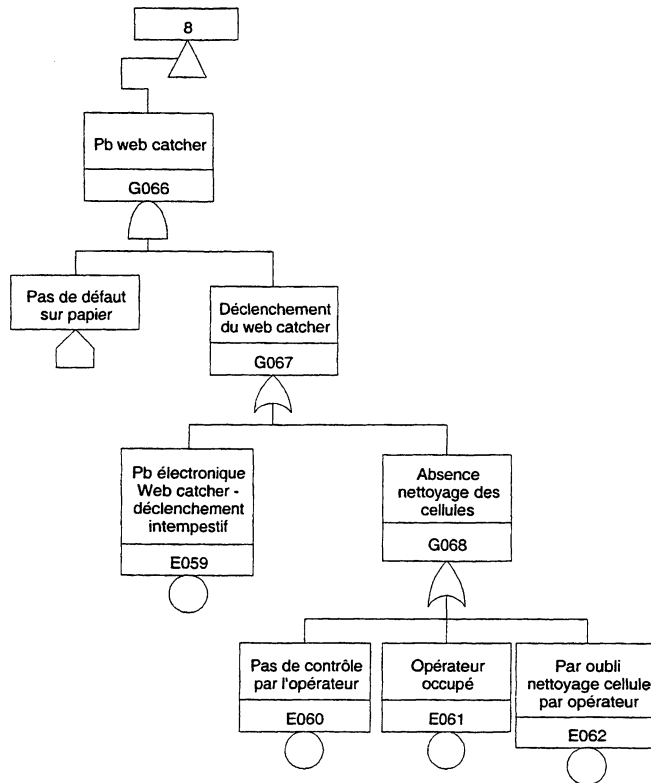 8
Pb web catcher
G066
Pas de défaut
sur papier
Déclenchement
du web catcher
G067
Pb électronique
Web catcher -
déclenchement
intempestif
E059
Absence
nettoyage des
cellules
G068
Pas de contrôle
par l'opérateur
E060
Opérateur
occupé
E061
Par oubli
nettoyage cellule
par opérateur
E062